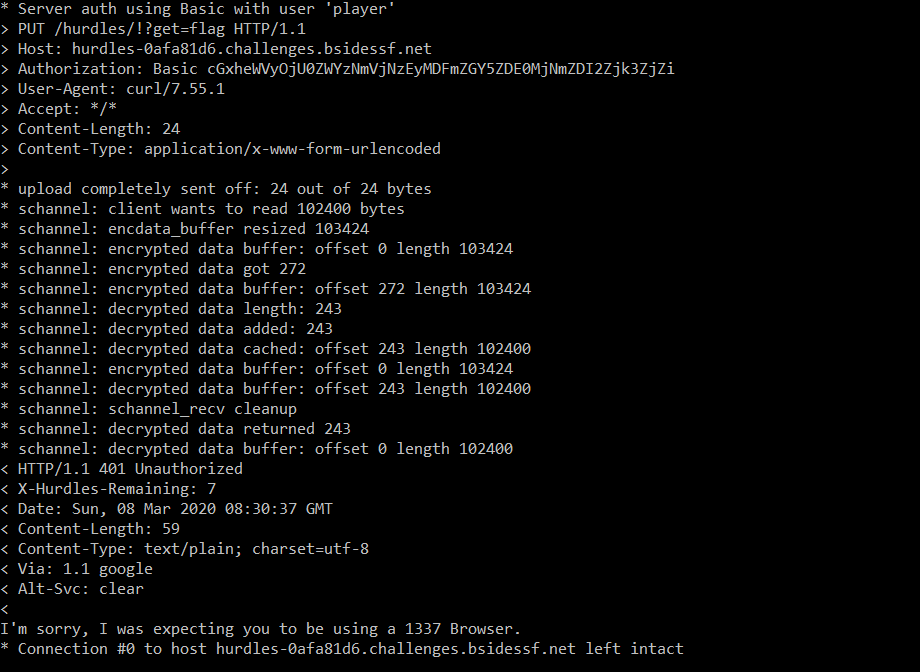 * Server auth using Basic with user 'player'
> PUT /hurdles/!?get=flag HTTP/1.1
> Host: hurdles-0afa81d6.challenges.bsidessf.net
> Authorization: Basic cGxheWVyOjU0ZWYzNmVjNzEyMDFmZGY5ZDE0MjNmZDI2Zjk3ZjZi
> User-Agent: curl/7.55.1
> Accept: */*
> Content-Length: 24
> Content-Type: application/x-www-form-urlencoded
>
* upload completely sent off: 24 out of 24 bytes
* schannel: client wants to read 102400 bytes
* schannel: encdata_buffer resized 103424
* schannel: encrypted data buffer: offset 0 length 103424
* schannel: encrypted data got 272
* schannel: encrypted data buffer: offset 272 length 103424
* schannel: decrypted data length: 243
* schannel: decrypted data added: 243
* schannel: decrypted data cached: offset 243 length 102400
* schannel: encrypted data buffer: offset 0 length 103424
* schannel: decrypted data buffer: offset 243 length 102400
* schannel: schannel_recv cleanup
* schannel: decrypted data returned 243
* schannel: decrypted data buffer: offset 0 length 102400
< HTTP/1.1 401 Unauthorized
< X-Hurdles-Remaining: 7
< Date: Sun, 08 Mar 2020 08:30:37 GMT
< Content-Length: 59
< Content-Type: text/plain; charset=utf-8
< Via: 1.1 google
< Alt-Svc: clear
<
I'm sorry, I was expecting you to be using a 1337 Browser.
* Connection #0 to host hurdles-0afa81d6.challenges.bsidessf.net left intact